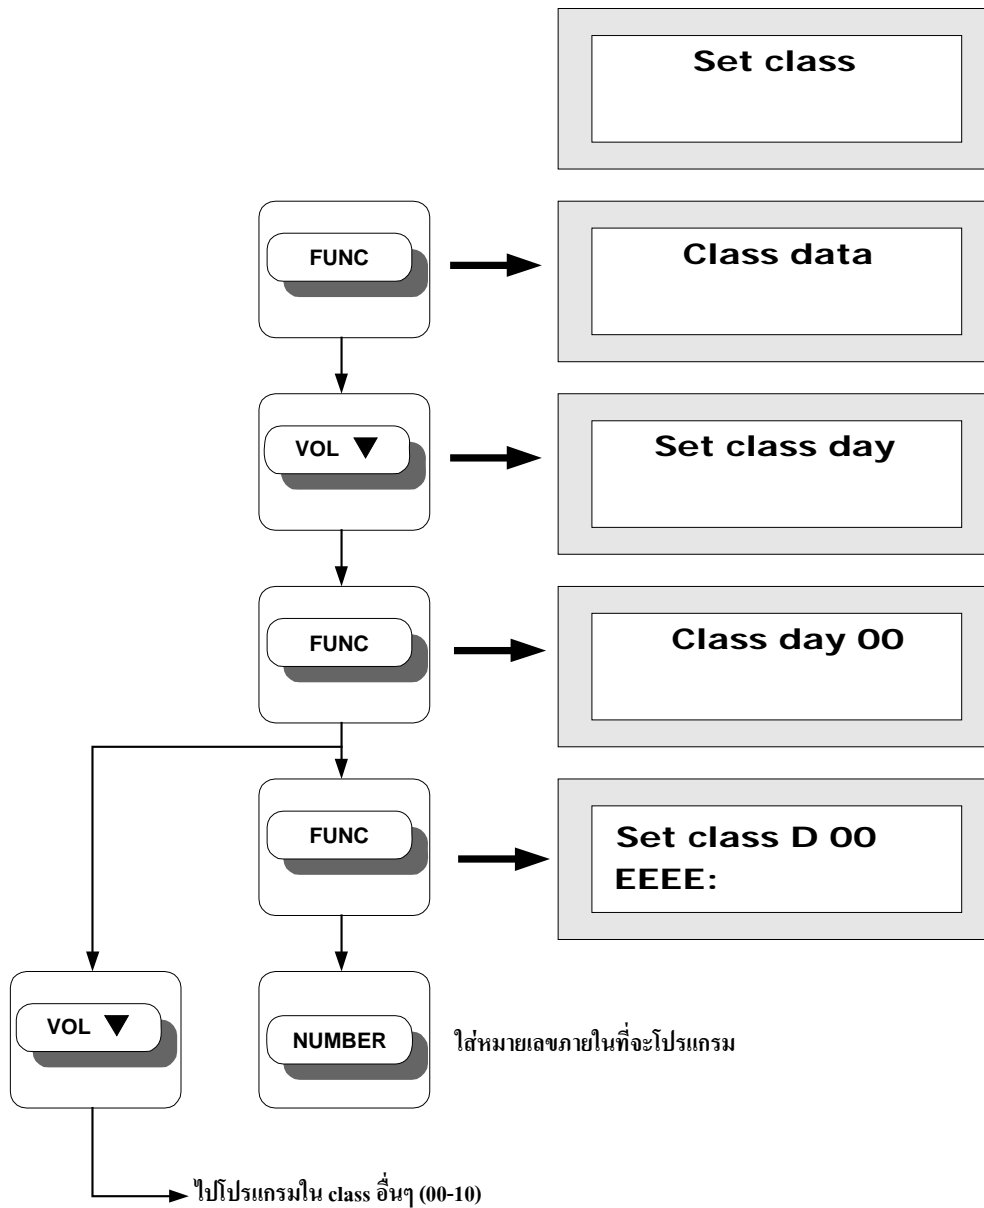 Set class
FUNC
Class data
VOL ▼
Set class day
FUNC
Class day 00
FUNC
Set class D 00
EEEE:
VOL ▼
NUMBER
ใส่หมายเลขภายในที่จะโปรแกรม
ไปโปรแกรมใน class อื่นๆ (00-10)